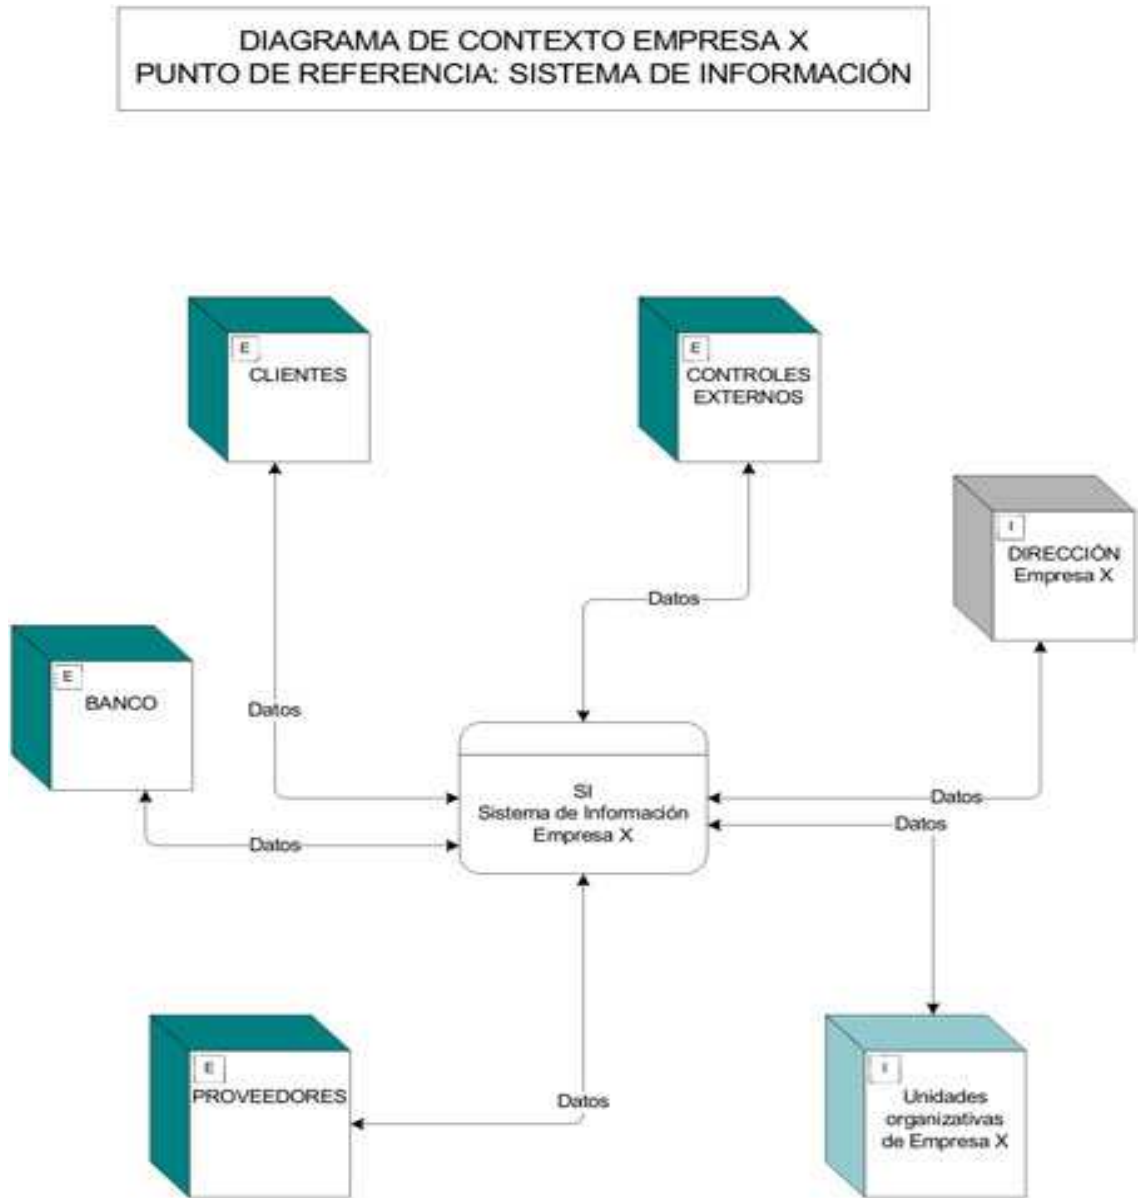 DIAGRAMA DE CONTEXTO EMPRESA X
PUNTO DE REFERENCIA: SISTEMA DE INFORMACIÓN
E
CLIENTES
E
CONTROLES
EXTERNOS
I
DIRECCIÓN
Empresa X
Datos
E
BANCO
Datos
SI
Sistema de Información
Empresa X
Datos
Datos
Datos
E
PROVEEDORES
Datos
I
Unidades
organizativas
de Empresa X